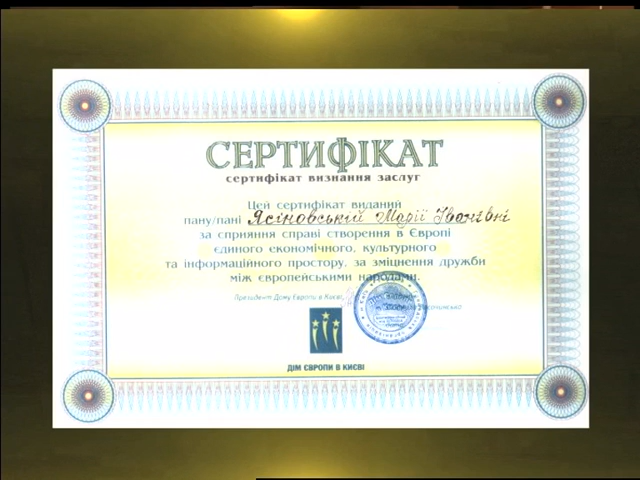 СЕРТИФІКАТ
сертифікат визнання заслуг
Цей сертифікат виданий
пану/пані Ясіновській Марії Іванівні
за сприяння справі створення в Європі
єдиного економічного, культурного
та інформаційного простору, за зміцнення дружби
між європейськими народами.
Президент Дому Європи в Києві
ДІМ ЄВРОПИ В КИЄВІ